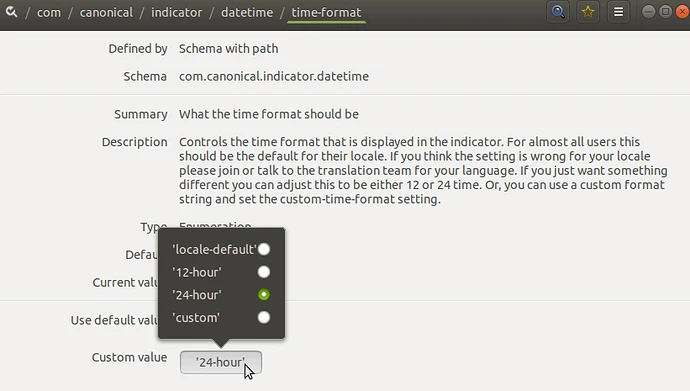 / com / canonical / indicator / datetime / time-format
Defined by Schema with path
Schema com.canonical.indicator.datetime
Summary What the time format should be
Description Controls the time format that is displayed in the indicator. For almost all users this
should be the default for their locale. If you think the setting is wrong for your locale
please join or talk to the translation team for your language. If you just want something
different you can adjust this to be either 12 or 24 time. Or, you can use a custom format
string and set the custom-time-format setting.
Type Enumeration
'locale-default'
Defau
'12-hour'
Current valu
'24-hour'
'custom'
Use default valu
Custom value '24-hour'